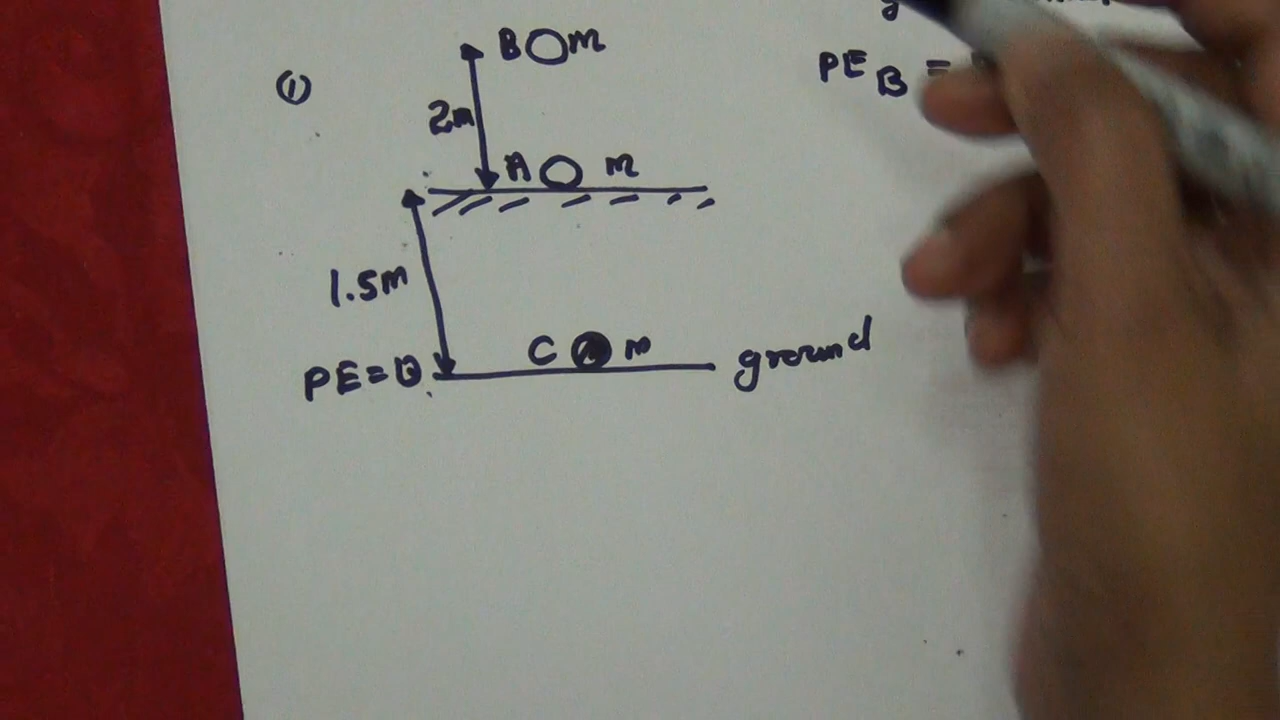 ①
B m
2m
A m
1.5m
C m
ground
PE=0
PE B =